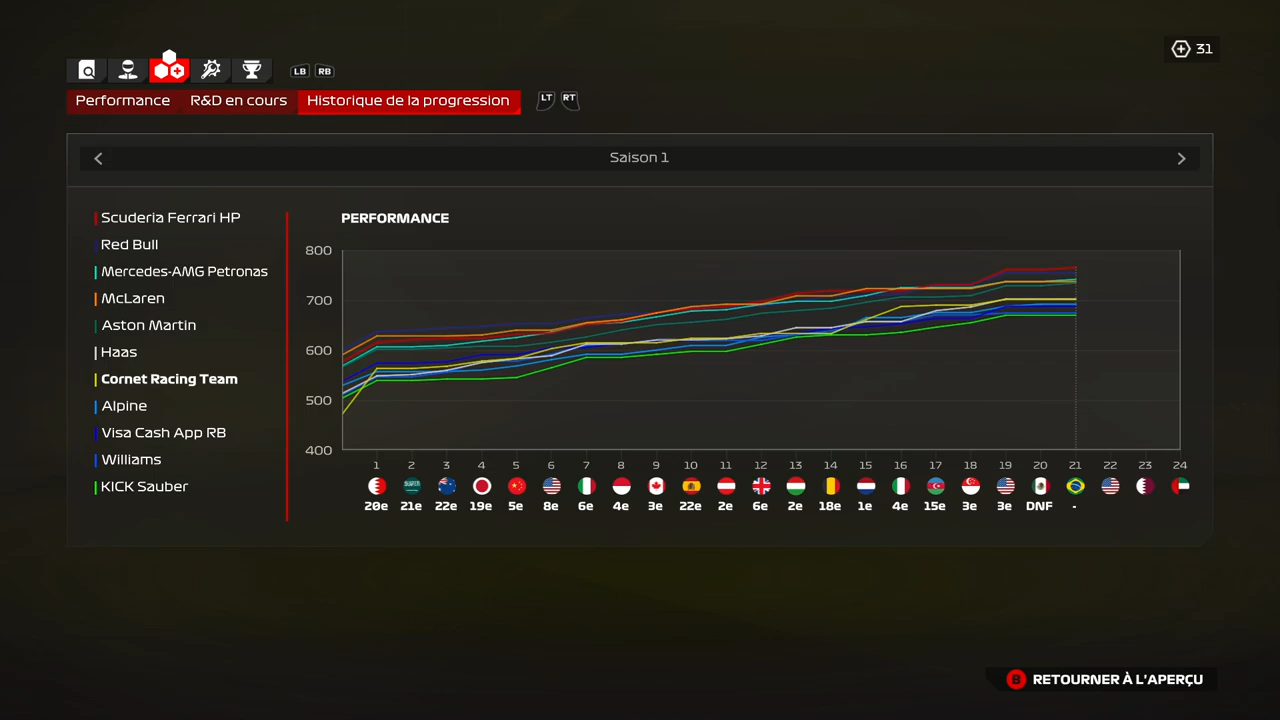 31
LB RB
Performance R&D en cours Historique de la progression LT RT
Saison 1
Scuderia Ferrari HP
Red Bull
Mercedes-AMG Petronas
McLaren
Aston Martin
Haas
Cornet Racing Team
Alpine
Visa Cash App RB
Williams
KICK Sauber
PERFORMANCE
800
700
600
500
400
1 2 3 4 5 6 7 8 9 10 11 12 13 14 15 16 17 18 19 20 21 22 23 24
20e 21e 22e 19e 5e 8e 6e 4e 3e 22e 2e 6e 2e 18e 1e 4e 15e 3e 3e DNF -
B RETOURNER À L'APERÇU